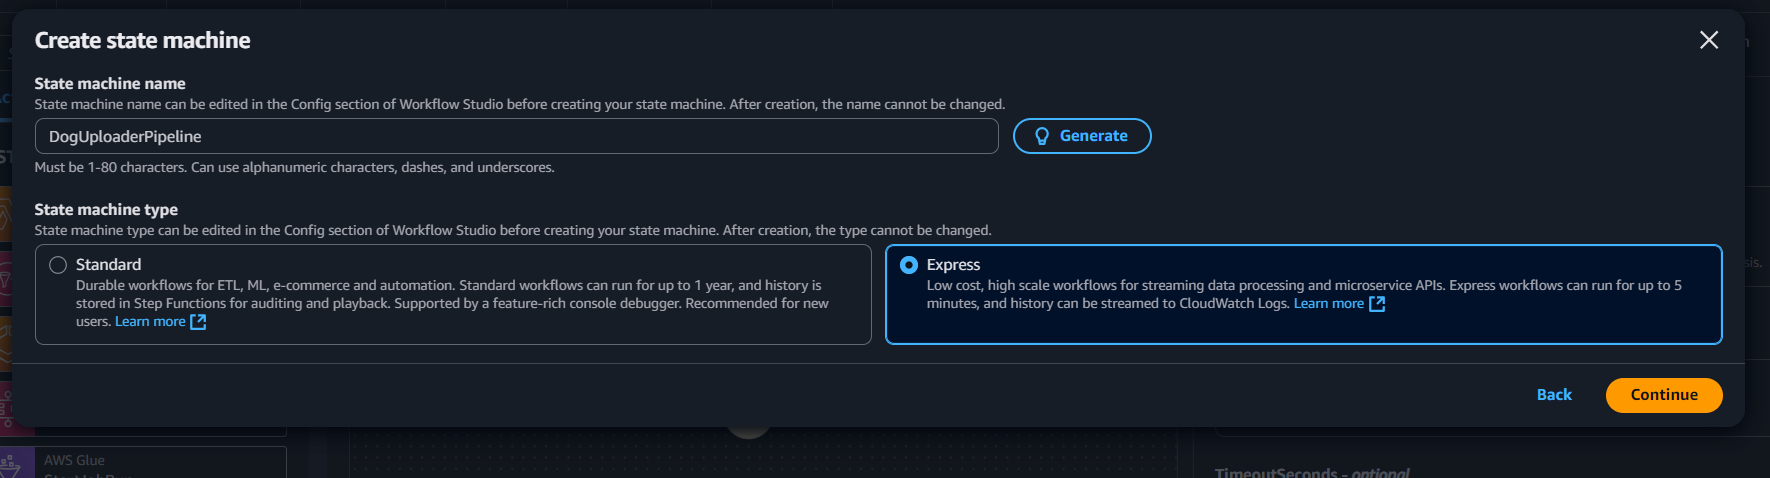 Create state machine
State machine name
State machine name can be edited in the Config section of Workflow Studio before creating your state machine. After creation, the name cannot be changed.
DogUploaderPipeline
Generate
Must be 1-80 characters. Can use alphanumeric characters, dashes, and underscores.
State machine type
State machine type can be edited in the Config section of Workflow Studio before creating your state machine. After creation, the type cannot be changed.
Standard
Durable workflows for ETL, ML, e-commerce and automation. Standard workflows can run for up to 1 year, and history is
stored in Step Functions for auditing and playback. Supported by a feature-rich console debugger. Recommended for new
users. Learn more
Express
Low cost, high scale workflows for streaming data processing and microservice APIs. Express workflows can run for up to 5
minutes, and history can be streamed to CloudWatch Logs. Learn more
Back
Continue
AWS Glue
TimeoutSeconds - optional